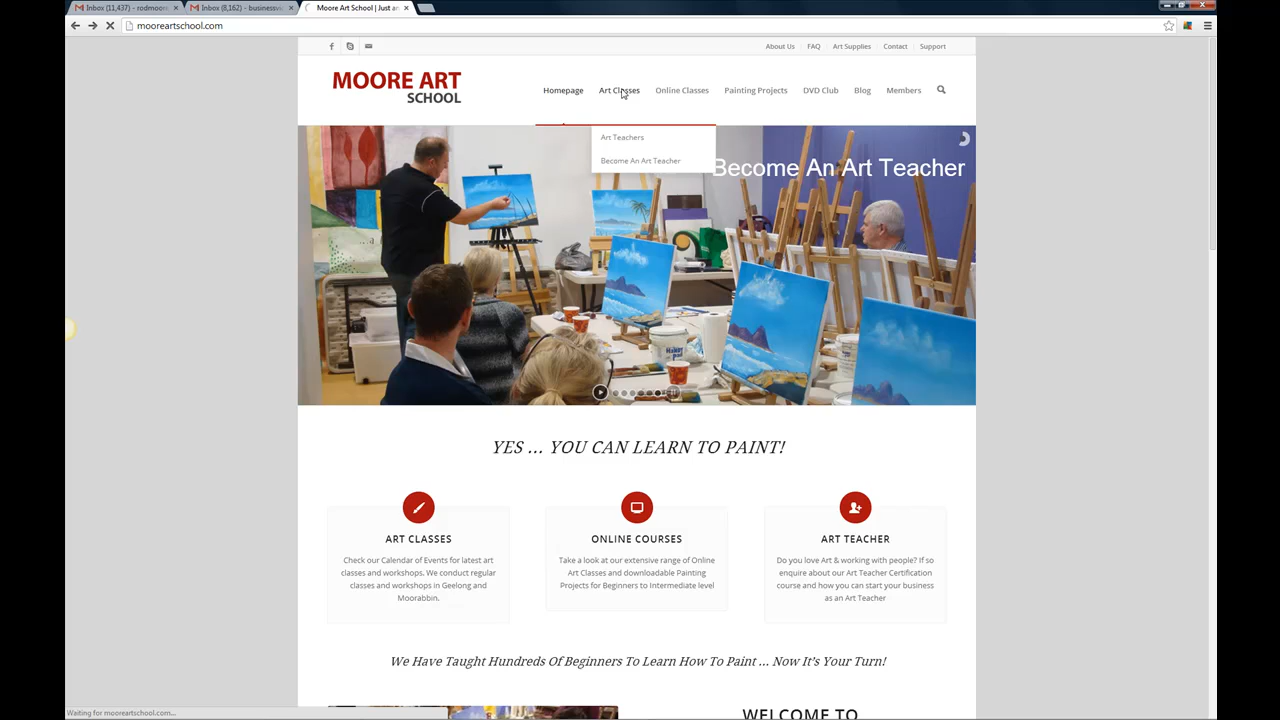 Inbox (11,437) - rodmoor
Inbox (8,162) - businessv
Moore Art School | Just an
mooreartschool.com
About Us
FAQ
Art Supplies
Contact
Support
MOORE ART
SCHOOL
Homepage
Art Classes
Online Classes
Painting Projects
DVD Club
Blog
Members
Art Teachers
Become An Art Teacher
Become An Art Teacher
YES ... YOU CAN LEARN TO PAINT!
ART CLASSES
Check our Calendar of Events for latest art
classes and workshops. We conduct regular
classes and workshops in Geelong and
Moorabbin.
ONLINE COURSES
Take a look at our extensive range of Online
Art Classes and downloadable Painting
Projects for Beginners to Intermediate level
ART TEACHER
Do you love Art & working with people? If so
enquire about our Art Teacher Certification
course and how you can start your business
as an Art Teacher
We Have Taught Hundreds Of Beginners To Learn How To Paint ... Now It's Your Turn!
WELCOME TO
Waiting for mooreartschool.com...